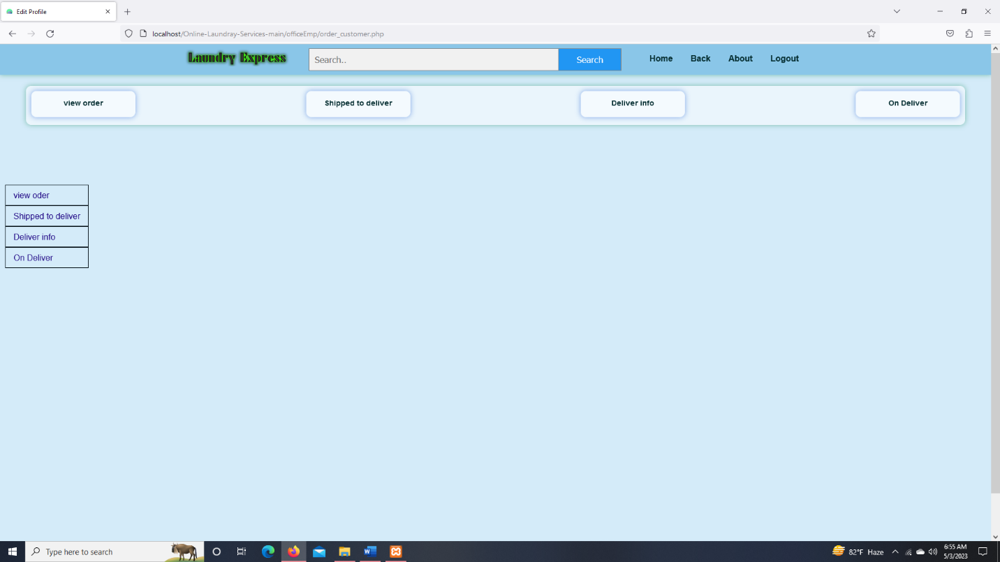 Edit Profile
localhost/Online-Laundray-Services-main/officeEmp/order_customer.php
Laundry Express
Search..
Search
Home
Back
About
Logout
view order
Shipped to deliver
Deliver info
On Deliver
view oder
Shipped to deliver
Deliver info
On Deliver
Type here to search
82°F Haze
6:55 AM
5/3/2023